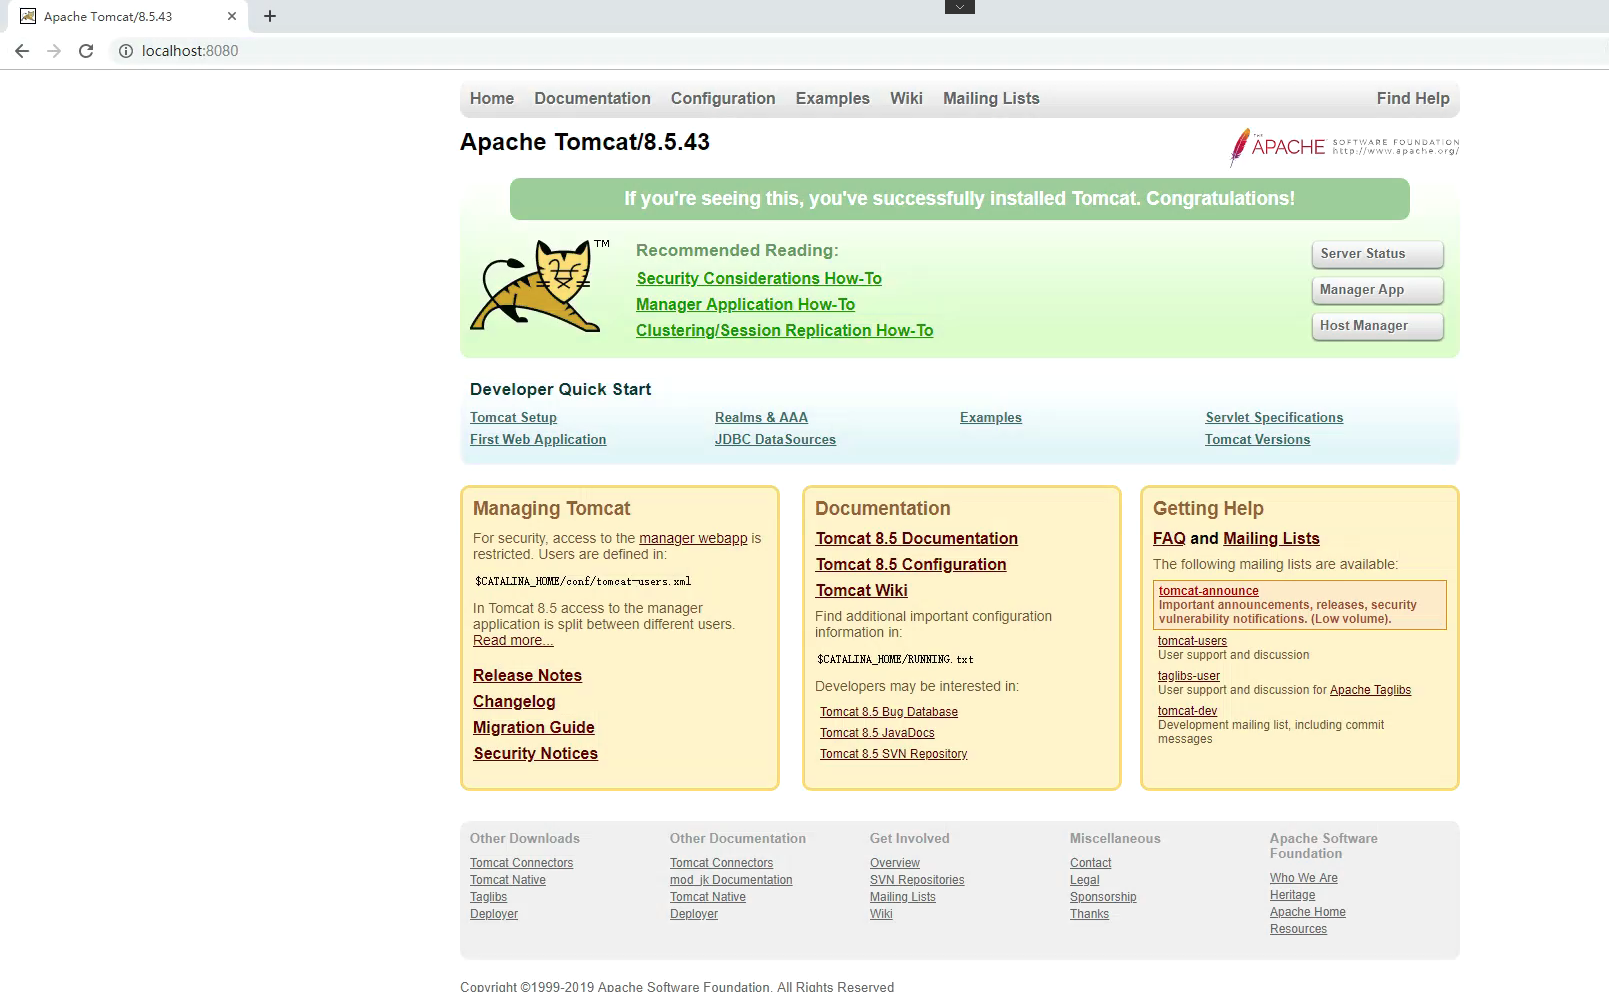 Apache Tomcat/8.5.43
localhost:8080
Home Documentation Configuration Examples Wiki Mailing Lists Find Help
Apache Tomcat/8.5.43
THE APACHE SOFTWARE FOUNDATION
http://www.apache.org/
If you're seeing this, you've successfully installed Tomcat. Congratulations!
TM
Recommended Reading:
Security Considerations How-To
Manager Application How-To
Clustering/Session Replication How-To
Server Status
Manager App
Host Manager
Developer Quick Start
Tomcat Setup
First Web Application
Realms & AAA
JDBC DataSources
Examples
Servlet Specifications
Tomcat Versions
Managing Tomcat
For security, access to the manager webapp is
restricted. Users are defined in:
$CATALINA_HOME/conf/tomcat-users.xml
In Tomcat 8.5 access to the manager
application is split between different users.
Read more...
Release Notes
Changelog
Migration Guide
Security Notices
Documentation
Tomcat 8.5 Documentation
Tomcat 8.5 Configuration
Tomcat Wiki
Find additional important configuration
information in:
$CATALINA_HOME/RUNNING.txt
Developers may be interested in:
Tomcat 8.5 Bug Database
Tomcat 8.5 JavaDocs
Tomcat 8.5 SVN Repository
Getting Help
FAQ and Mailing Lists
The following mailing lists are available:
tomcat-announce
Important announcements, releases, security
vulnerability notifications. (Low volume).
tomcat-users
User support and discussion
taglibs-user
User support and discussion for Apache Taglibs
tomcat-dev
Development mailing list, including commit
messages
Other Downloads
Tomcat Connectors
Tomcat Native
Taglibs
Deployer
Other Documentation
Tomcat Connectors
mod_jk Documentation
Tomcat Native
Deployer
Get Involved
Overview
SVN Repositories
Mailing Lists
Wiki
Miscellaneous
Contact
Legal
Sponsorship
Thanks
Apache Software
Foundation
Who We Are
Heritage
Apache Home
Resources
Copyright ©1999-2019 Apache Software Foundation. All Rights Reserved